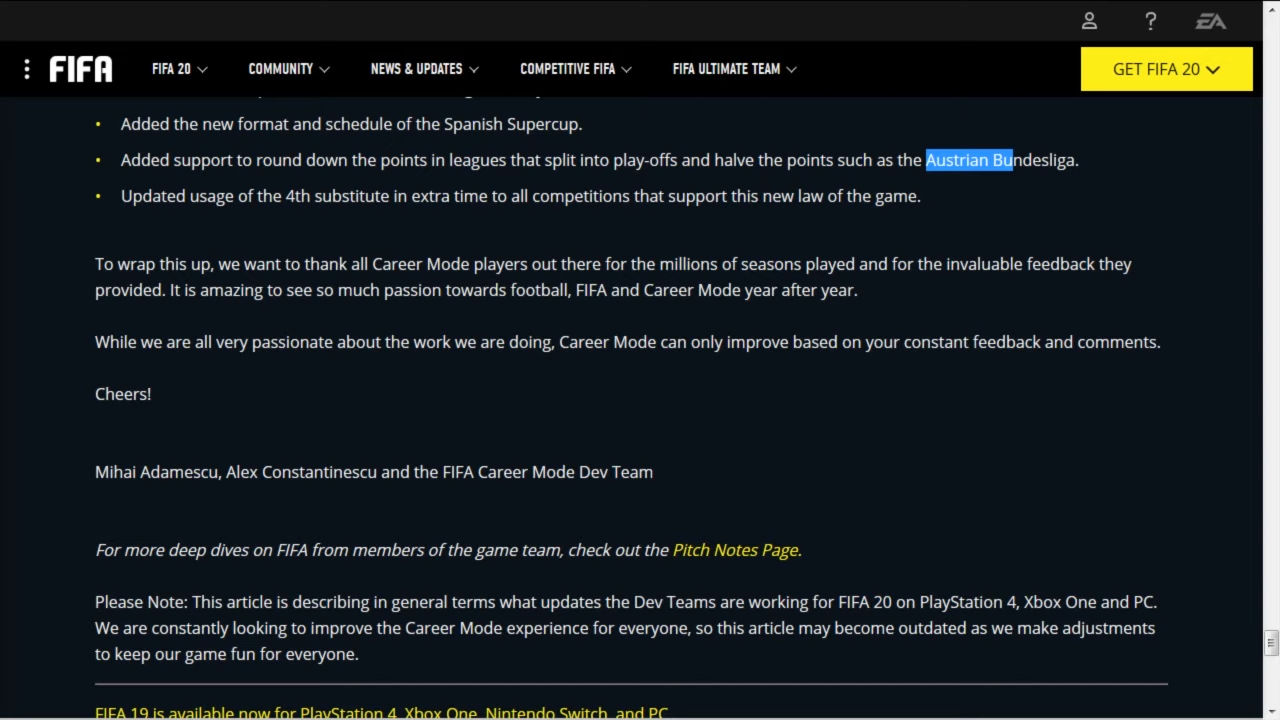 EA
FIFA
FIFA 20
COMMUNITY
NEWS & UPDATES
COMPETITIVE FIFA
FIFA ULTIMATE TEAM
GET FIFA 20
• Added the new format and schedule of the Spanish Supercup.
• Added support to round down the points in leagues that split into play-offs and halve the points such as the Austrian Bundesliga.
• Updated usage of the 4th substitute in extra time to all competitions that support this new law of the game.
To wrap this up, we want to thank all Career Mode players out there for the millions of seasons played and for the invaluable feedback they
provided. It is amazing to see so much passion towards football, FIFA and Career Mode year after year.
While we are all very passionate about the work we are doing, Career Mode can only improve based on your constant feedback and comments.
Cheers!
Mihai Adamescu, Alex Constantinescu and the FIFA Career Mode Dev Team
For more deep dives on FIFA from members of the game team, check out the Pitch Notes Page.
Please Note: This article is describing in general terms what updates the Dev Teams are working for FIFA 20 on PlayStation 4, Xbox One and PC.
We are constantly looking to improve the Career Mode experience for everyone, so this article may become outdated as we make adjustments
to keep our game fun for everyone.
FIFA 19 is available now for PlayStation 4, Xbox One, Nintendo Switch, and PC